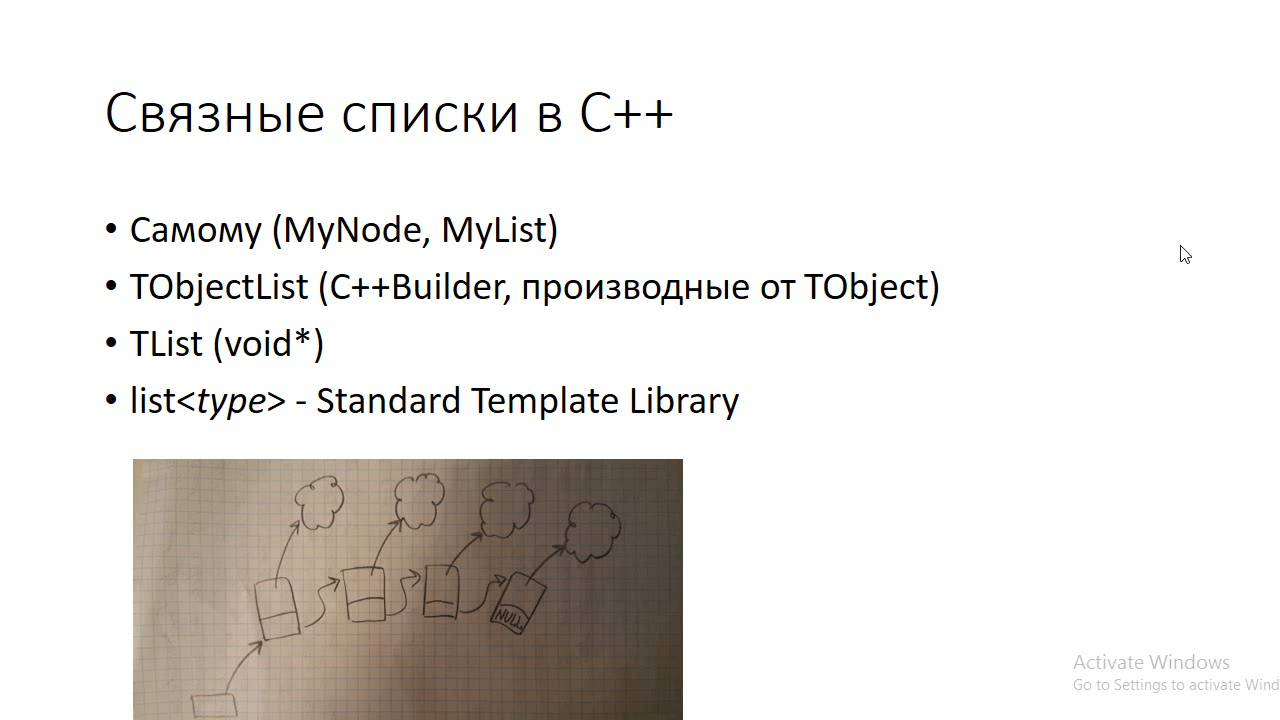 Связные списки в C++
• Самому (MyNode, MyList)
• TObjectList (C++Builder, производные от TObject)
• TList (void*)
• list<type> - Standard Template Library
NULL
Activate Windows
Go to Settings to activate Wind